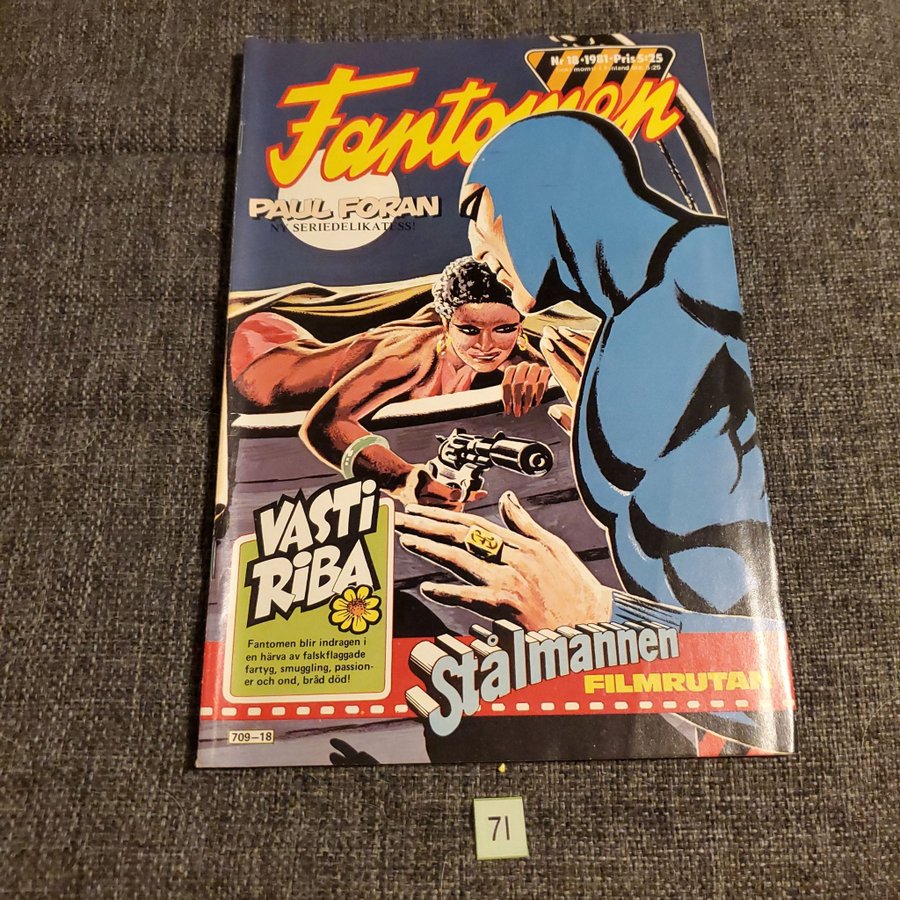 Nr 18·1981·Pris 5:25
Fantomen
PAUL FORAN
NY SERIEDELIKATESS!
VASTI
RIBA
Fantomen blir indragen i
en härva av falskflaggade
fartyg, smuggling, passion-
er och ond, bråd död!
Stålmannen
FILMRUTAN
709–18
71